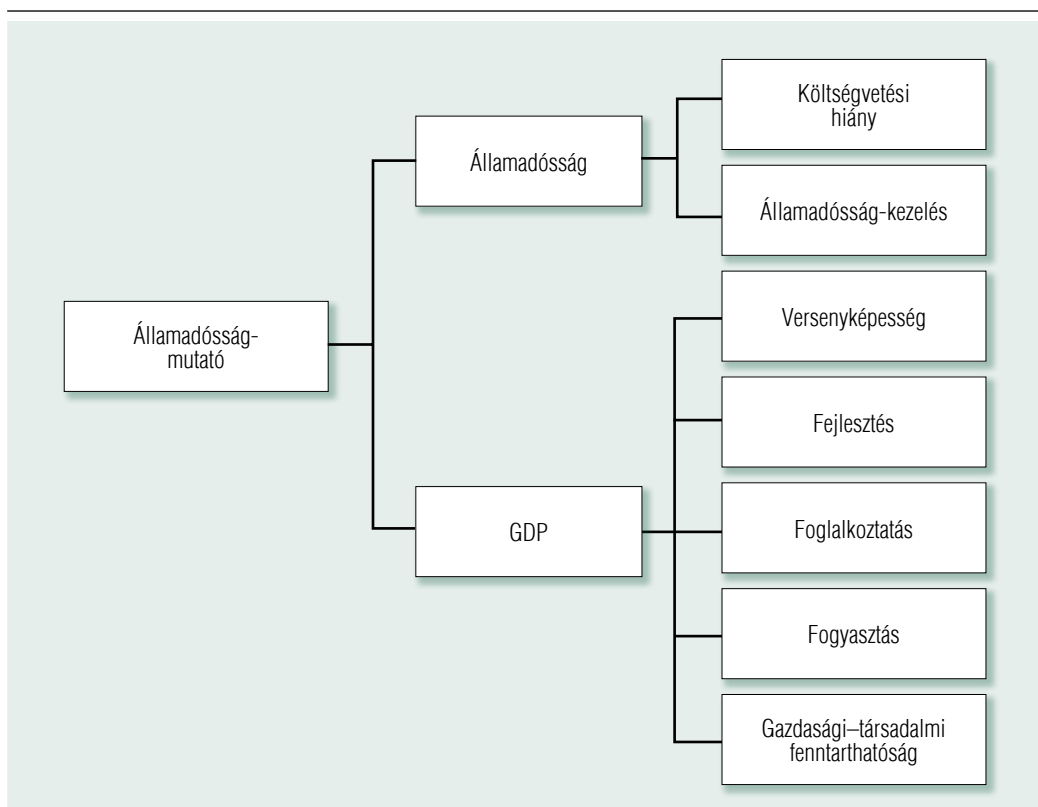 Államadósság-
mutató
Államadósság
GDP
Költségvetési
hiány
Államadósság-kezelés
Versenyképesség
Fejlesztés
Foglalkoztatás
Fogyasztás
Gazdasági–társadalmi
fenntarthatóság